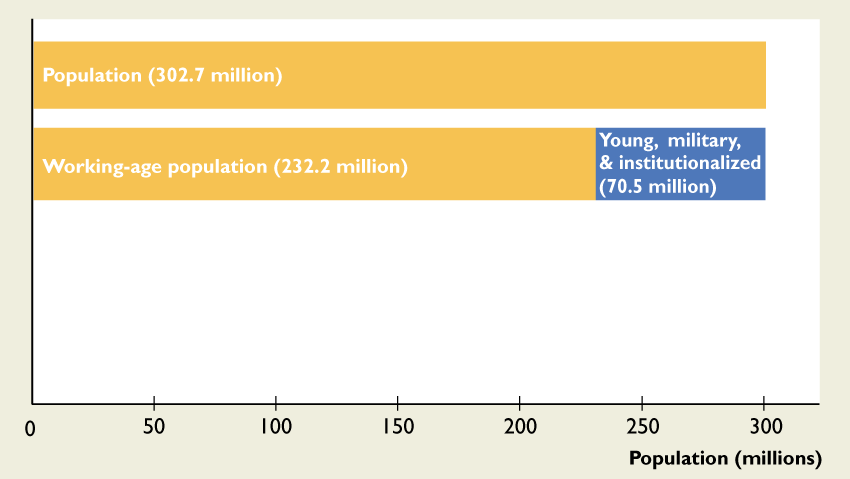 Population (302.7 million)
Working-age population (232.2 million)
Young, military,
& institutionalized
(70.5 million)
0 50 100 150 200 250 300
Population (millions)